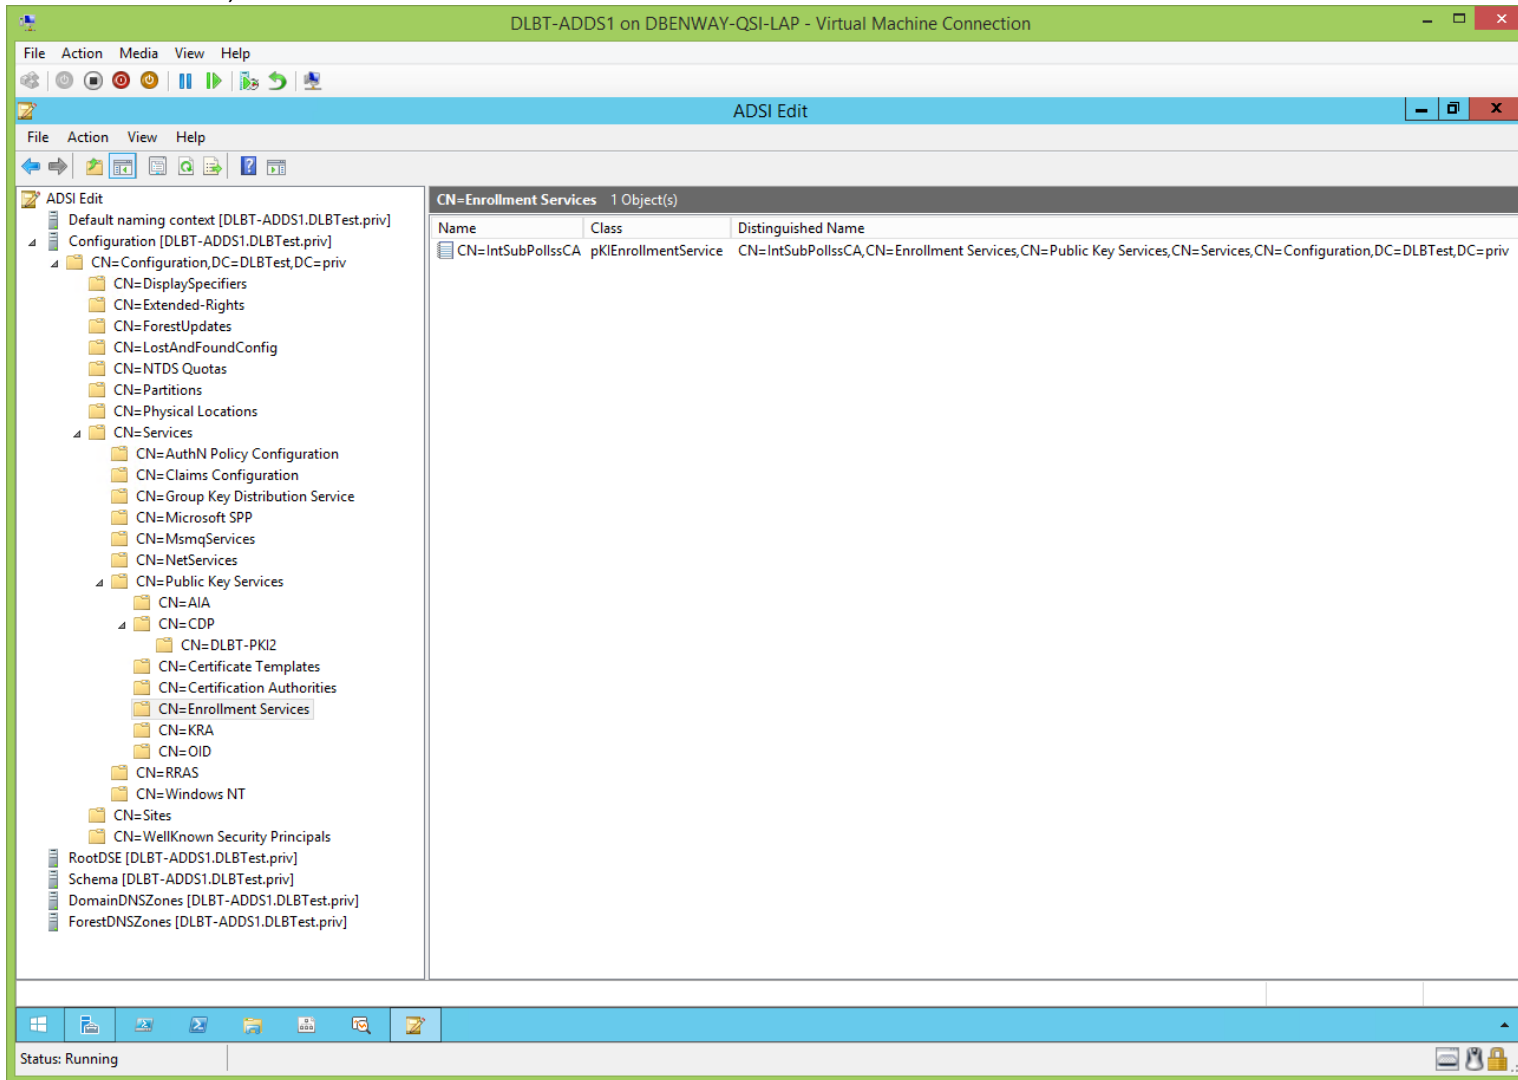 DLBT-ADDS1 on DBENWAY-QSI-LAP - Virtual Machine Connection
File Action Media View Help
ADSI Edit
File Action View Help
ADSI Edit
Default naming context [DLBT-ADDS1.DLBTest.priv]
Configuration [DLBT-ADDS1.DLBTest.priv]
CN=Configuration,DC=DLBTest,DC=priv
CN=DisplaySpecifiers
CN=Extended-Rights
CN=ForestUpdates
CN=LostAndFoundConfig
CN=NTDS Quotas
CN=Partitions
CN=Physical Locations
CN=Services
CN=AuthN Policy Configuration
CN=Claims Configuration
CN=Group Key Distribution Service
CN=Microsoft SPP
CN=MsmqServices
CN=NetServices
CN=Public Key Services
CN=AIA
CN=CDP
CN=DLBT-PKI2
CN=Certificate Templates
CN=Certification Authorities
CN=Enrollment Services
CN=KRA
CN=OID
CN=RRAS
CN=Windows NT
CN=Sites
CN=WellKnown Security Principals
RootDSE [DLBT-ADDS1.DLBTest.priv]
Schema [DLBT-ADDS1.DLBTest.priv]
DomainDNSZones [DLBT-ADDS1.DLBTest.priv]
ForestDNSZones [DLBT-ADDS1.DLBTest.priv]
CN=Enrollment Services 1 Object(s)
Name Class Distinguished Name
CN=IntSubPolIssCA pKIEnrollmentService CN=IntSubPolIssCA,CN=Enrollment Services,CN=Public Key Services,CN=Services,CN=Configuration,DC=DLBTest,DC=priv
Status: Running